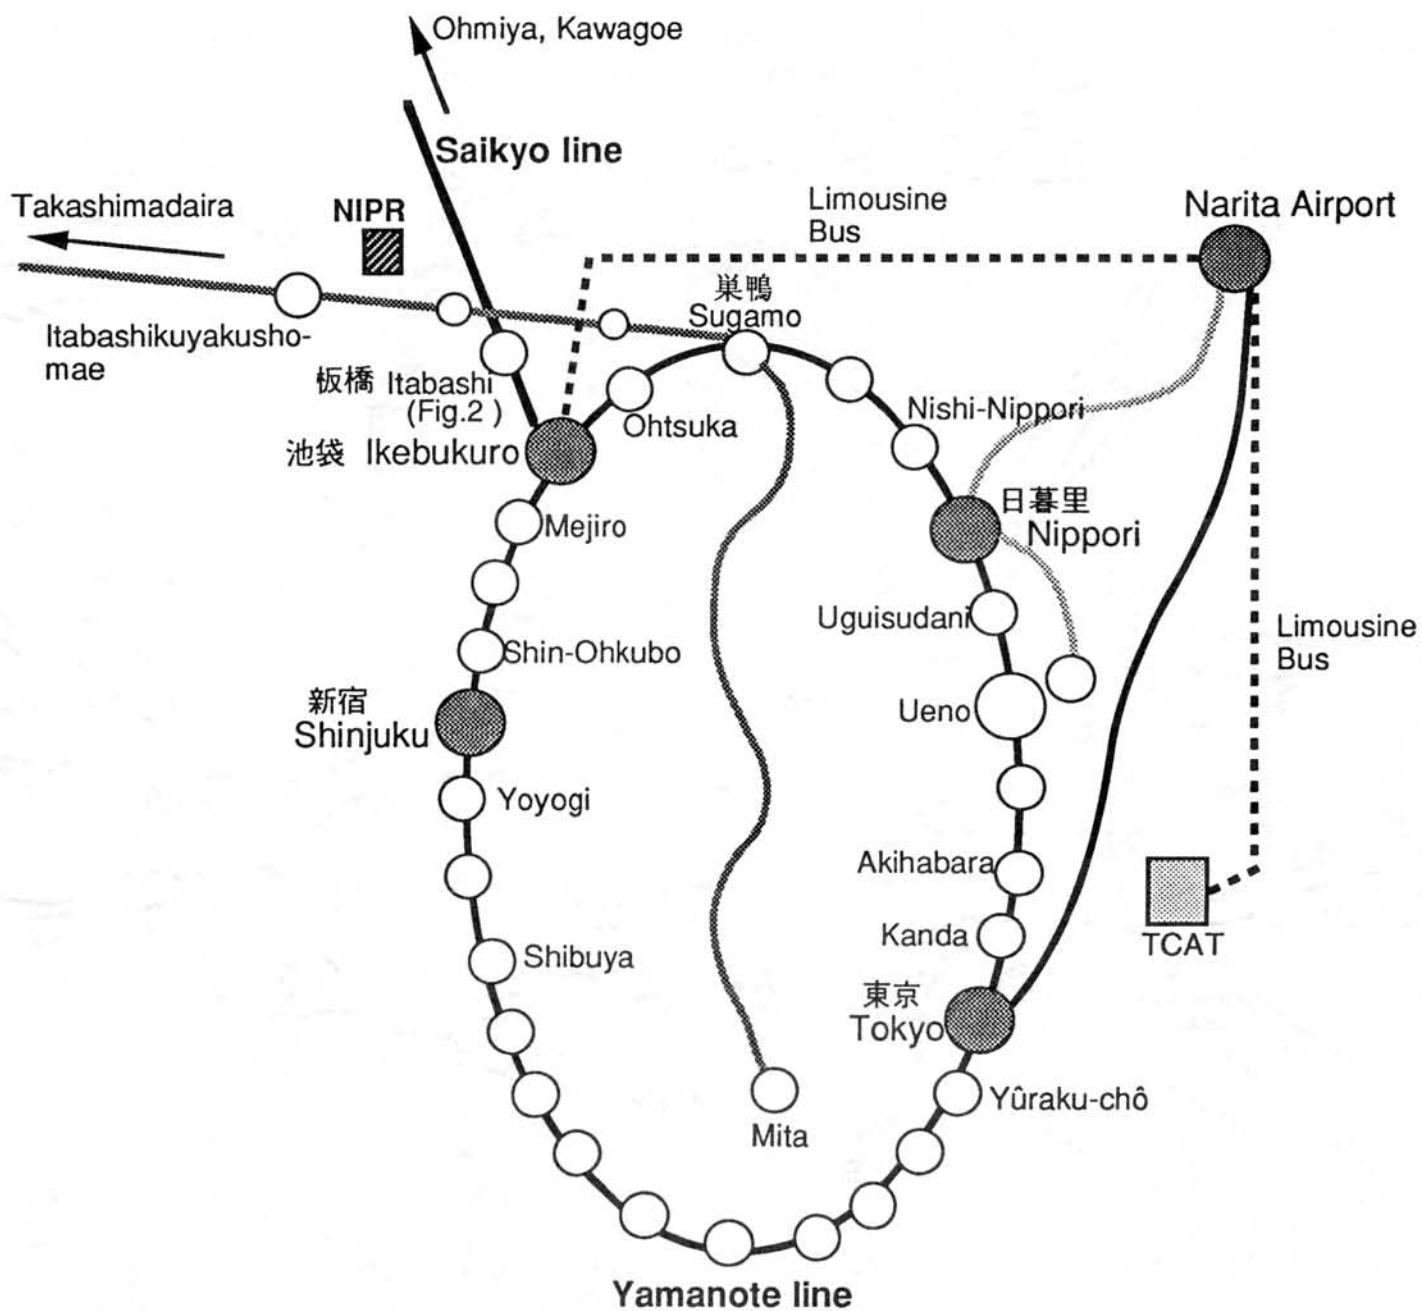 Ohmiya, Kawagoe
Saikyo line
Takashimadaira
NIPR
Limousine
Bus
Narita Airport
巣鴨
Sugamo
Itabashikuyakusho-
mae
板橋 Itabashi
(Fig.2 )
池袋 Ikebukuro
Ohtsuka
Nishi-Nippori
日暮里
Nippori
Mejiro
Uguisudani
Limousine
Bus
Shin-Ohkubo
新宿
Shinjuku
Ueno
Yoyogi
Akihabara
Kanda
TCAT
Shibuya
東京
Tokyo
Yûraku-chô
Mita
Yamanote line